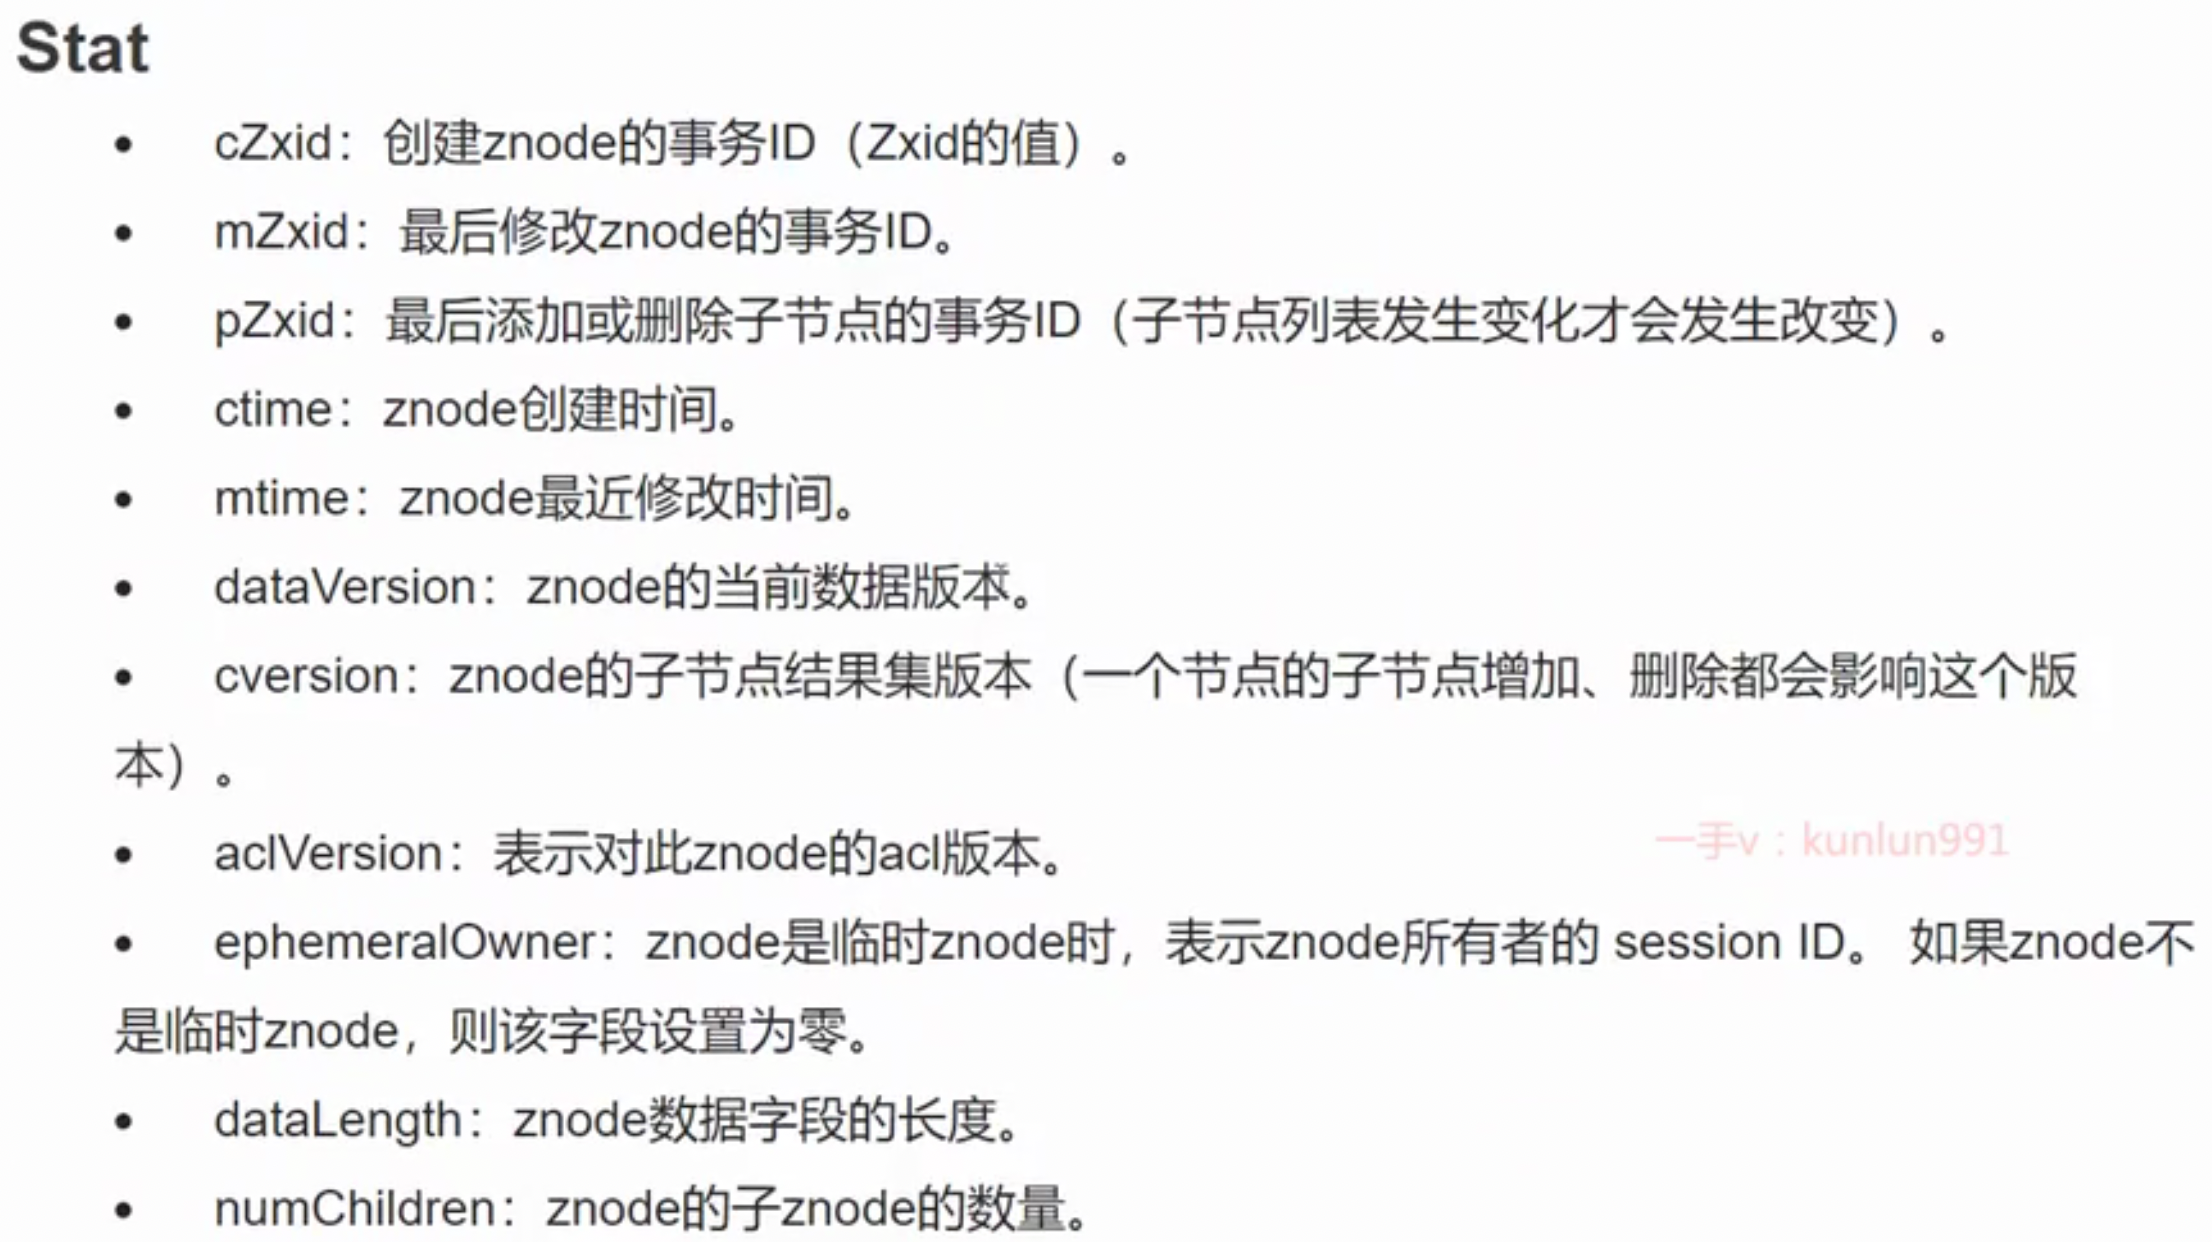 Stat
• cZxid：创建znode的事务ID（Zxid的值）。
• mZxid：最后修改znode的事务ID。
• pZxid：最后添加或删除子节点的事务ID（子节点列表发生变化才会发生改变）。
• ctime：znode创建时间。
• mtime：znode最近修改时间。
• dataVersion：znode的当前数据版本。
• cversion：znode的子节点结果集版本（一个节点的子节点增加、删除都会影响这个版
本）。
一手v：kunlun991
• aclVersion：表示对此znode的acl版本。
• ephemeralOwner：znode是临时znode时，表示znode所有者的 session ID。 如果znode不
是临时znode，则该字段设置为零。
• dataLength：znode数据字段的长度。
• numChildren：znode的子znode的数量。